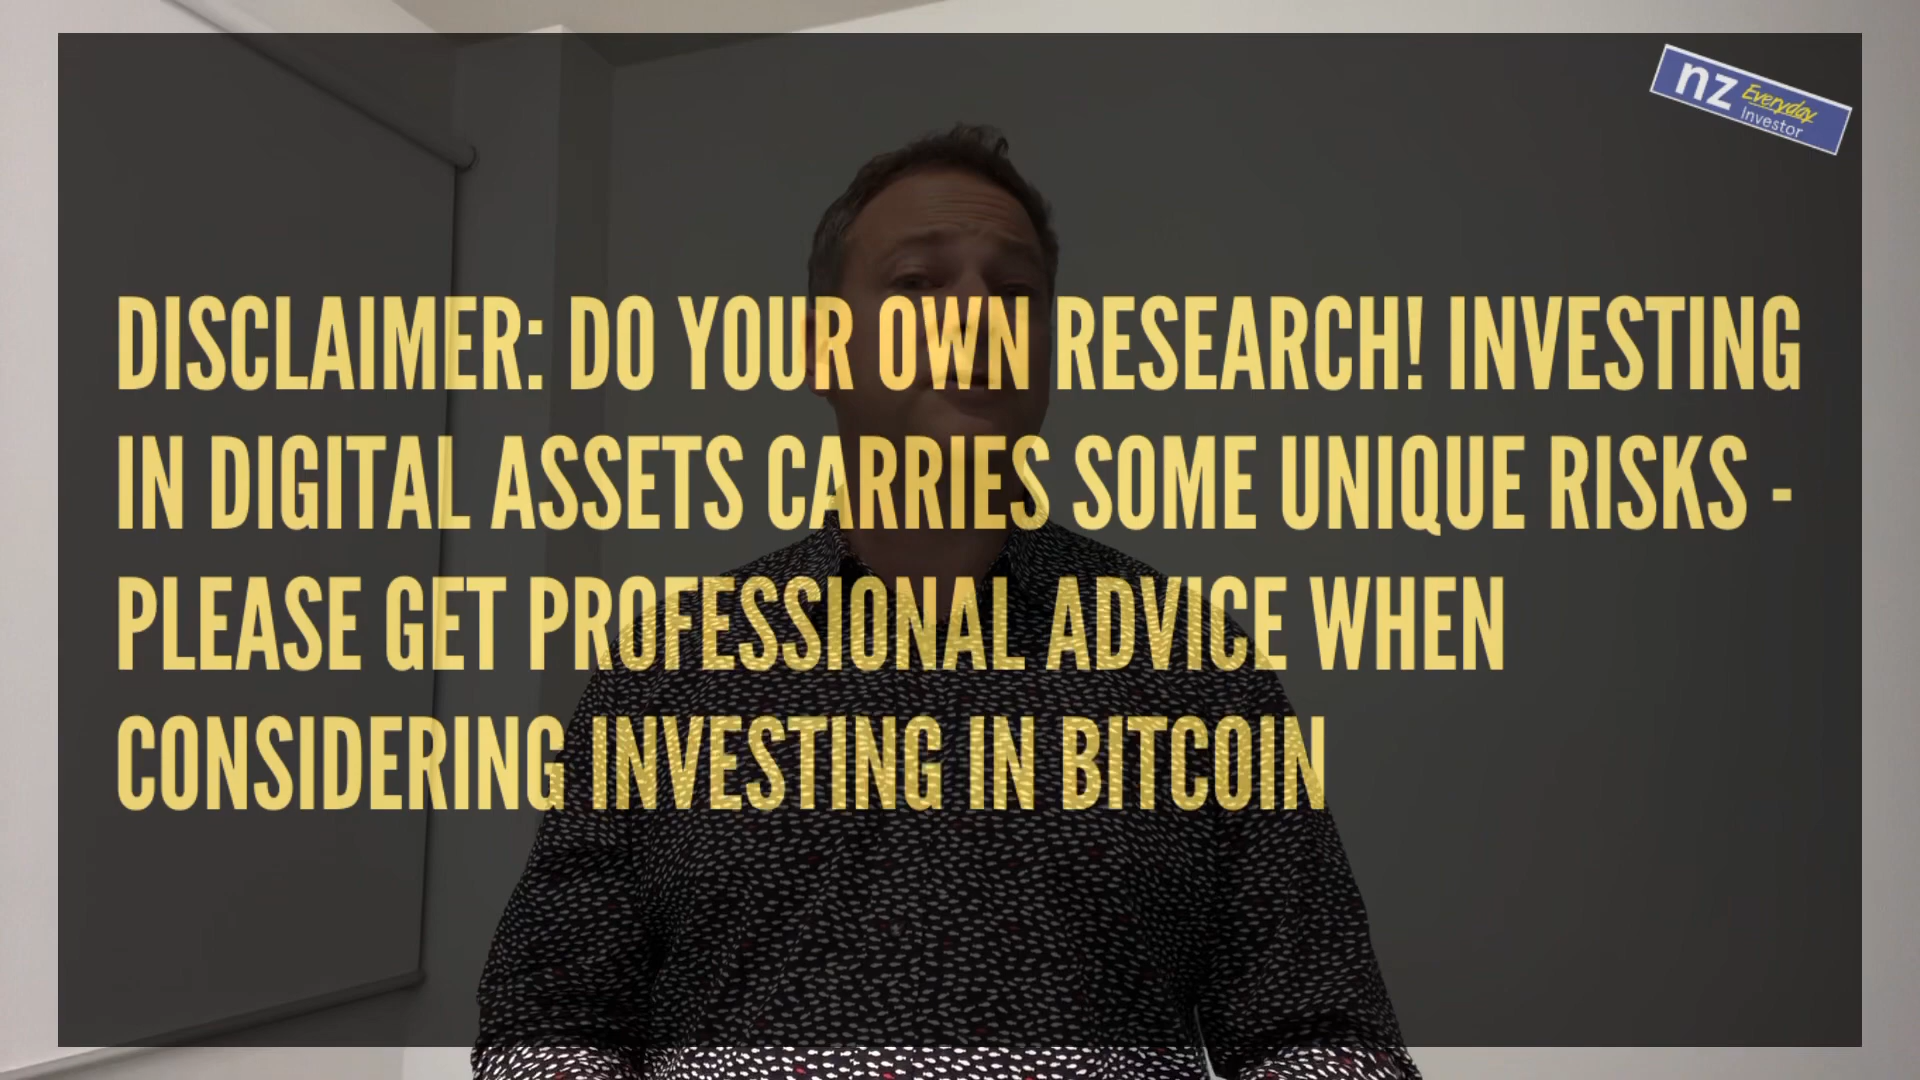 nz Everyday
Investor
DISCLAIMER: DO YOUR OWN RESEARCH! INVESTING
IN DIGITAL ASSETS CARRIES SOME UNIQUE RISKS -
PLEASE GET PROFESSIONAL ADVICE WHEN
CONSIDERING INVESTING IN BITCOIN